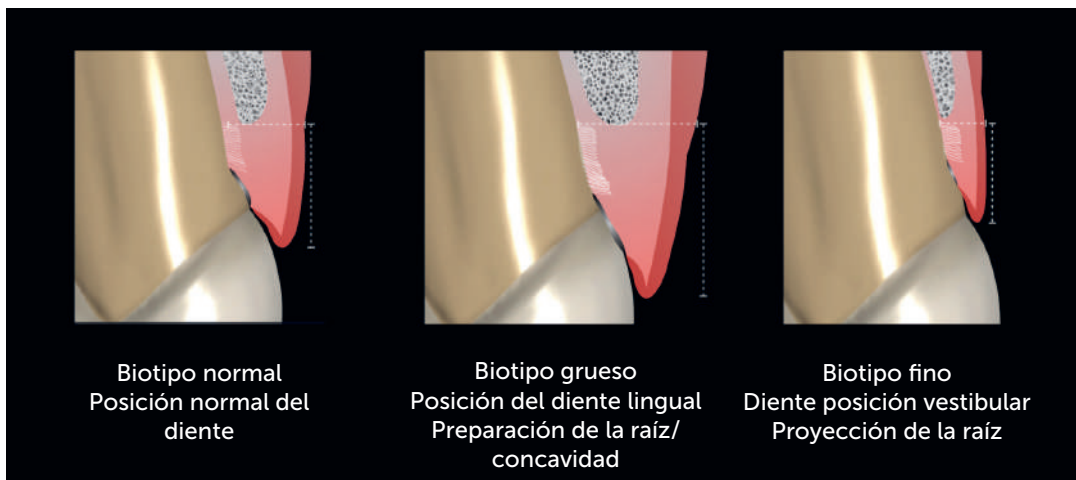 Biotipo normal
Posición normal del
diente
Biotipo grueso
Posición del diente lingual
Preparación de la raíz/
concavidad
Biotipo fino
Diente posición vestibular
Proyección de la raíz